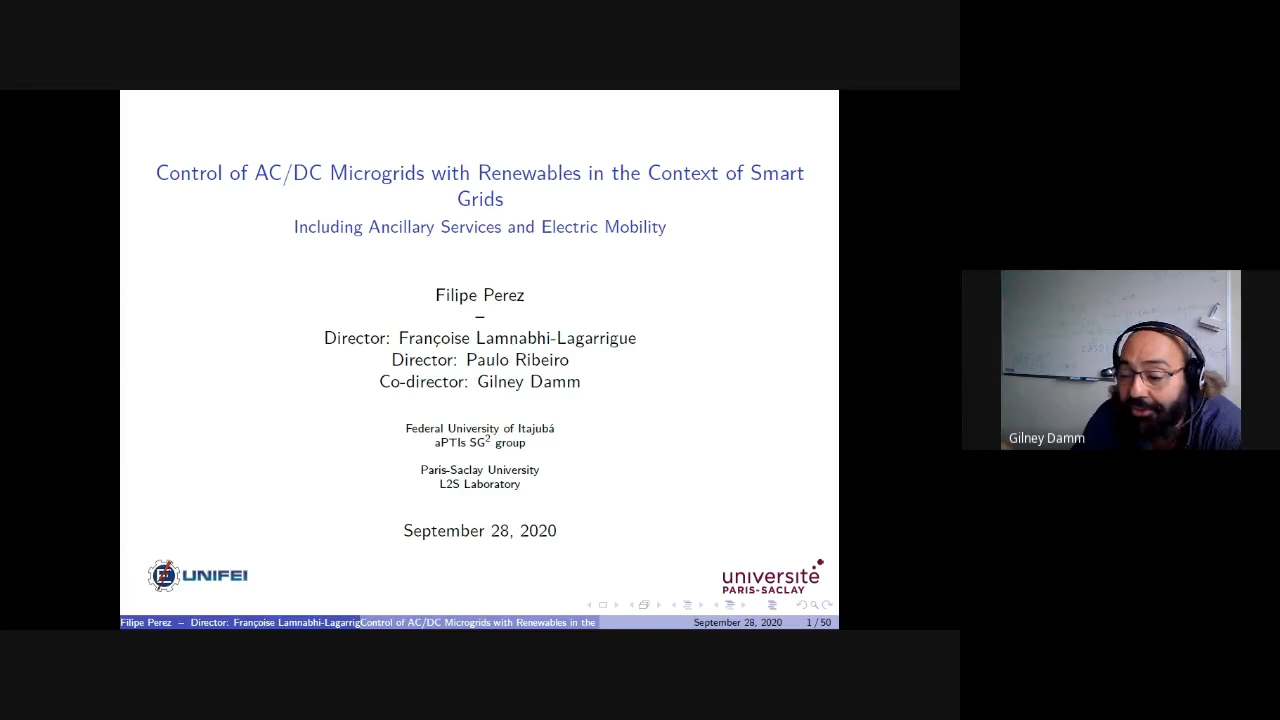 Control of AC/DC Microgrids with Renewables in the Context of Smart
Grids
Including Ancillary Services and Electric Mobility
Filipe Perez
–
Director: Françoise Lamnabhi-Lagarrigue
Director: Paulo Ribeiro
Co-director: Gilney Damm
Federal University of Itajubá
aPTIs SG² group
Paris-Saclay University
L2S Laboratory
September 28, 2020
UNIFEI
université
PARIS-SACLAY
Filipe Perez – Director: Françoise Lamnabhi-Lagarrig
Control of AC/DC Microgrids with Renewables in the
September 28, 2020
1 / 50
Gilney Damm